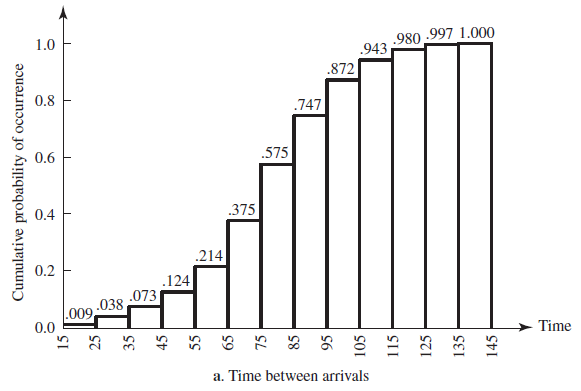 Cumulative probability of occurrence
1.0
0.8
0.6
0.4
0.2
0.0
.009 .038 .073 .124 .214 .375 .575 .747 .872 .943 .980 .997 1.000
15 25 35 45 55 65 75 85 95 105 115 125 135 145
Time
a. Time between arrivals